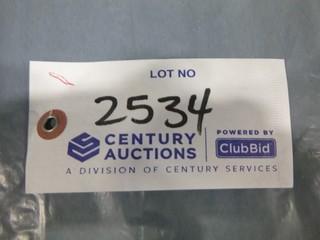 LOT NO
2534
CENTURY AUCTIONS
POWERED BY
ClubBid
A DIVISION OF CENTURY SERVICES